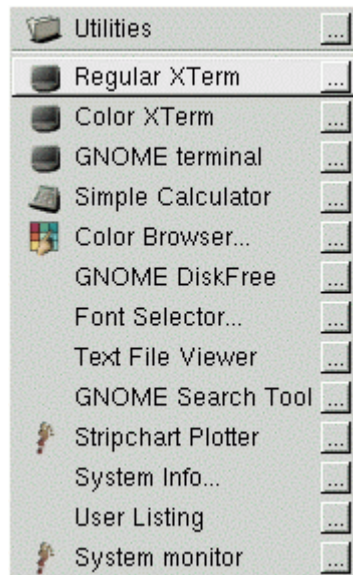 Utilities ...
Regular XTerm ...
Color XTerm ...
GNOME terminal ...
Simple Calculator ...
Color Browser... ...
GNOME DiskFree ...
Font Selector... ...
Text File Viewer ...
GNOME Search Tool ...
Stripchart Plotter ...
System Info... ...
User Listing ...
System monitor ...